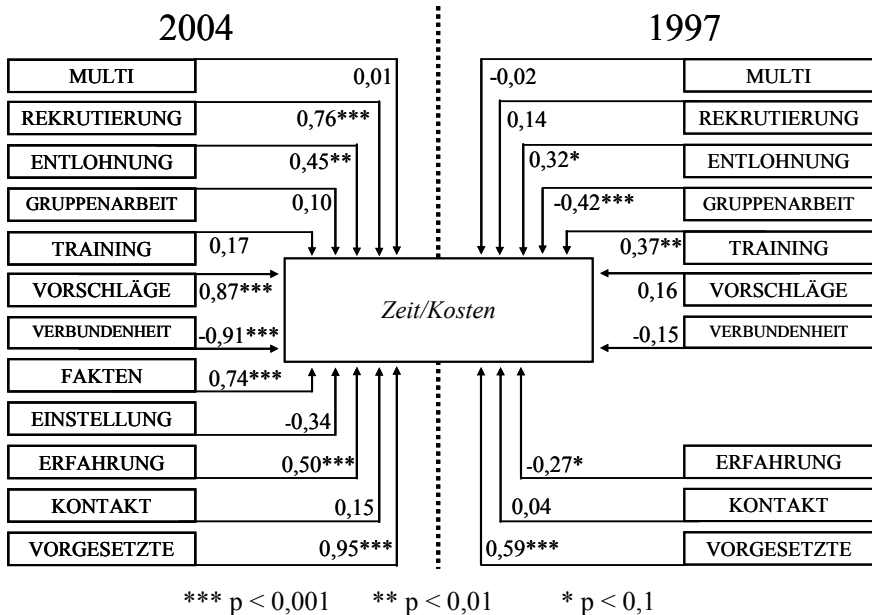 2004 1997
MULTI 0,01 -0,02 MULTI
REKRUTIERUNG 0,76*** 0,14 REKRUTIERUNG
ENTLOHNUNG 0,45** 0,32* ENTLOHNUNG
GRUPPENARBEIT 0,10 -0,42*** GRUPPENARBEIT
TRAINING 0,17 0,37** TRAINING
VORSCHLÄGE 0,87*** 0,16 VORSCHLÄGE
Zeit/Kosten
VERBUNDENHEIT -0,91*** -0,15 VERBUNDENHEIT
FAKTEN 0,74***
EINSTELLUNG -0,34
ERFAHRUNG 0,50*** -0,27* ERFAHRUNG
KONTAKT 0,15 0,04 KONTAKT
VORGESETZTE 0,95*** 0,59*** VORGESETZTE
*** p < 0,001 ** p < 0,01 * p < 0,1